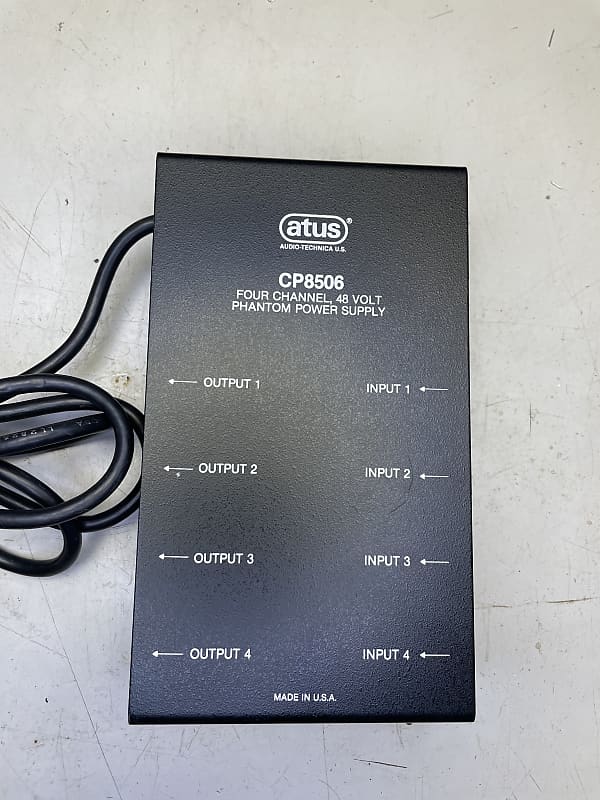 atus®
AUDIO-TECHNICA U.S.
CP8506
FOUR CHANNEL, 48 VOLT
PHANTOM POWER SUPPLY
OUTPUT 1 INPUT 1
OUTPUT 2 INPUT 2
OUTPUT 3 INPUT 3
OUTPUT 4 INPUT 4
MADE IN U.S.A.